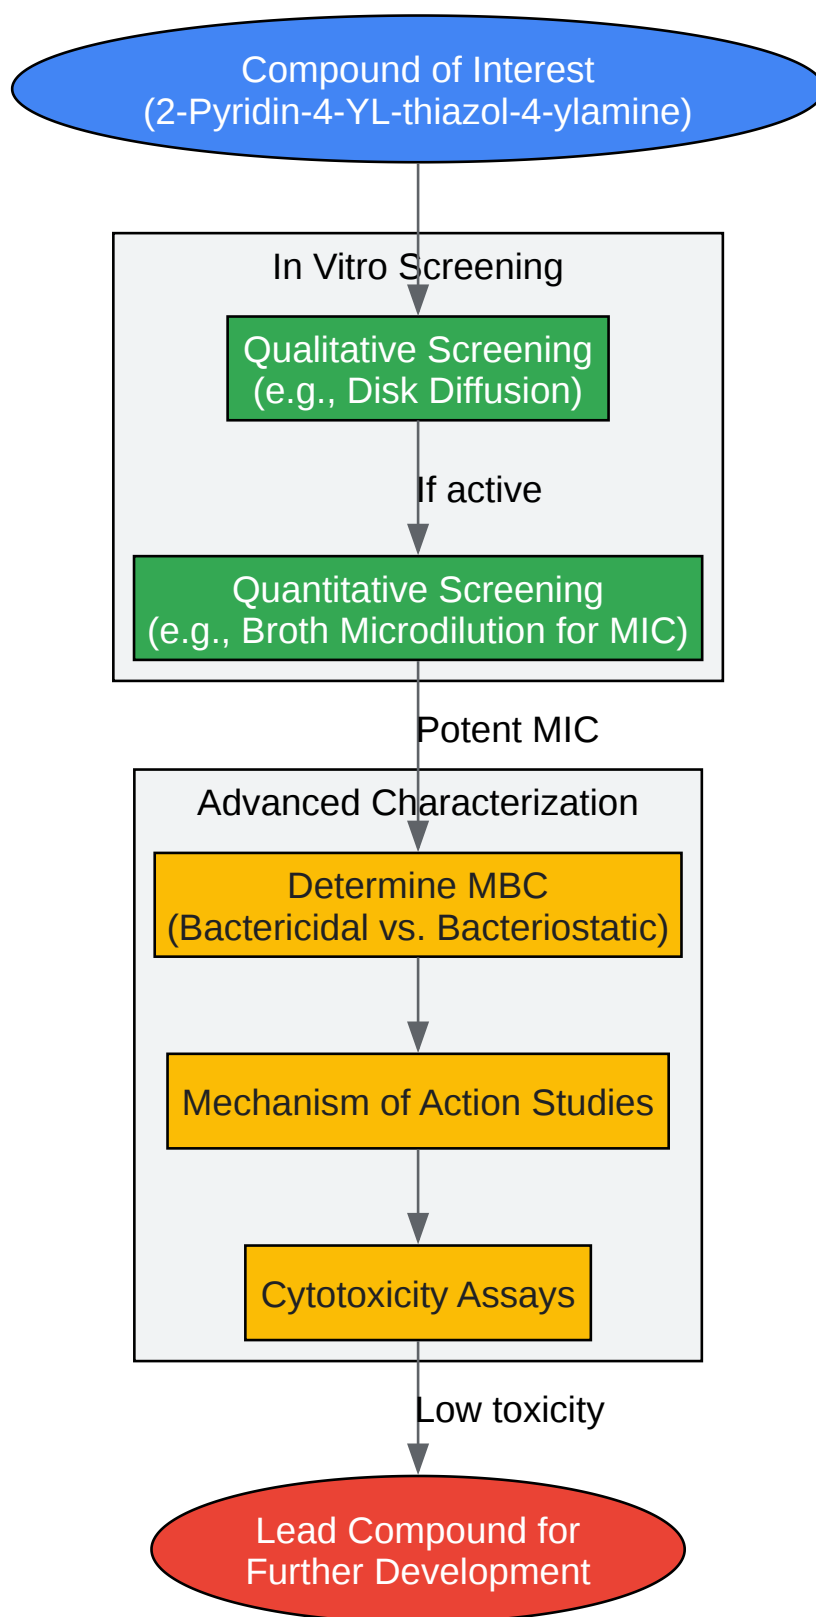 Compound of Interest
(2-Pyridin-4-YL-thiazol-4-ylamine)
In Vitro Screening
Qualitative Screening
(e.g., Disk Diffusion)
If active
Quantitative Screening
(e.g., Broth Microdilution for MIC)
Potent MIC
Advanced Characterization
Determine MBC
(Bactericidal vs. Bacteriostatic)
Mechanism of Action Studies
Cytotoxicity Assays
Low toxicity
Lead Compound for
Further Development